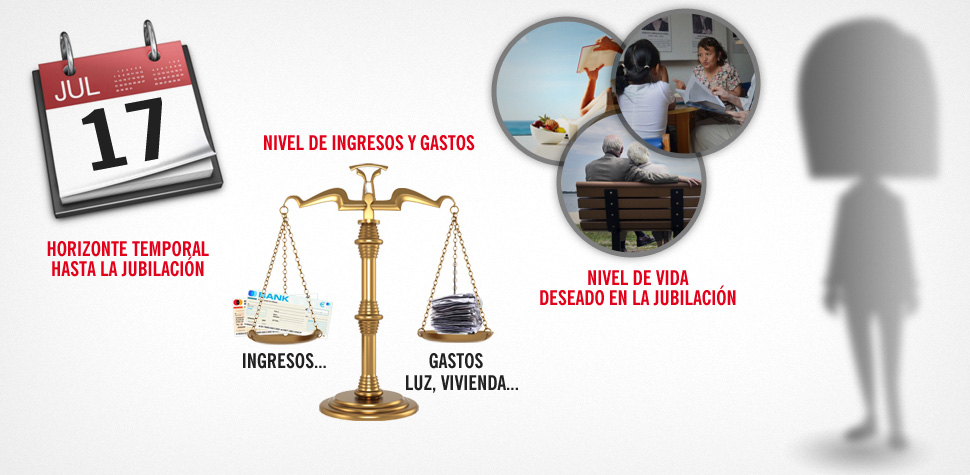 JUL
17
HORIZONTE TEMPORAL
HASTA LA JUBILACIÓN
NIVEL DE INGRESOS Y GASTOS
BANK
INGRESOS...
GASTOS
LUZ, VIVIENDA...
NIVEL DE VIDA
DESEADO EN LA JUBILACIÓN